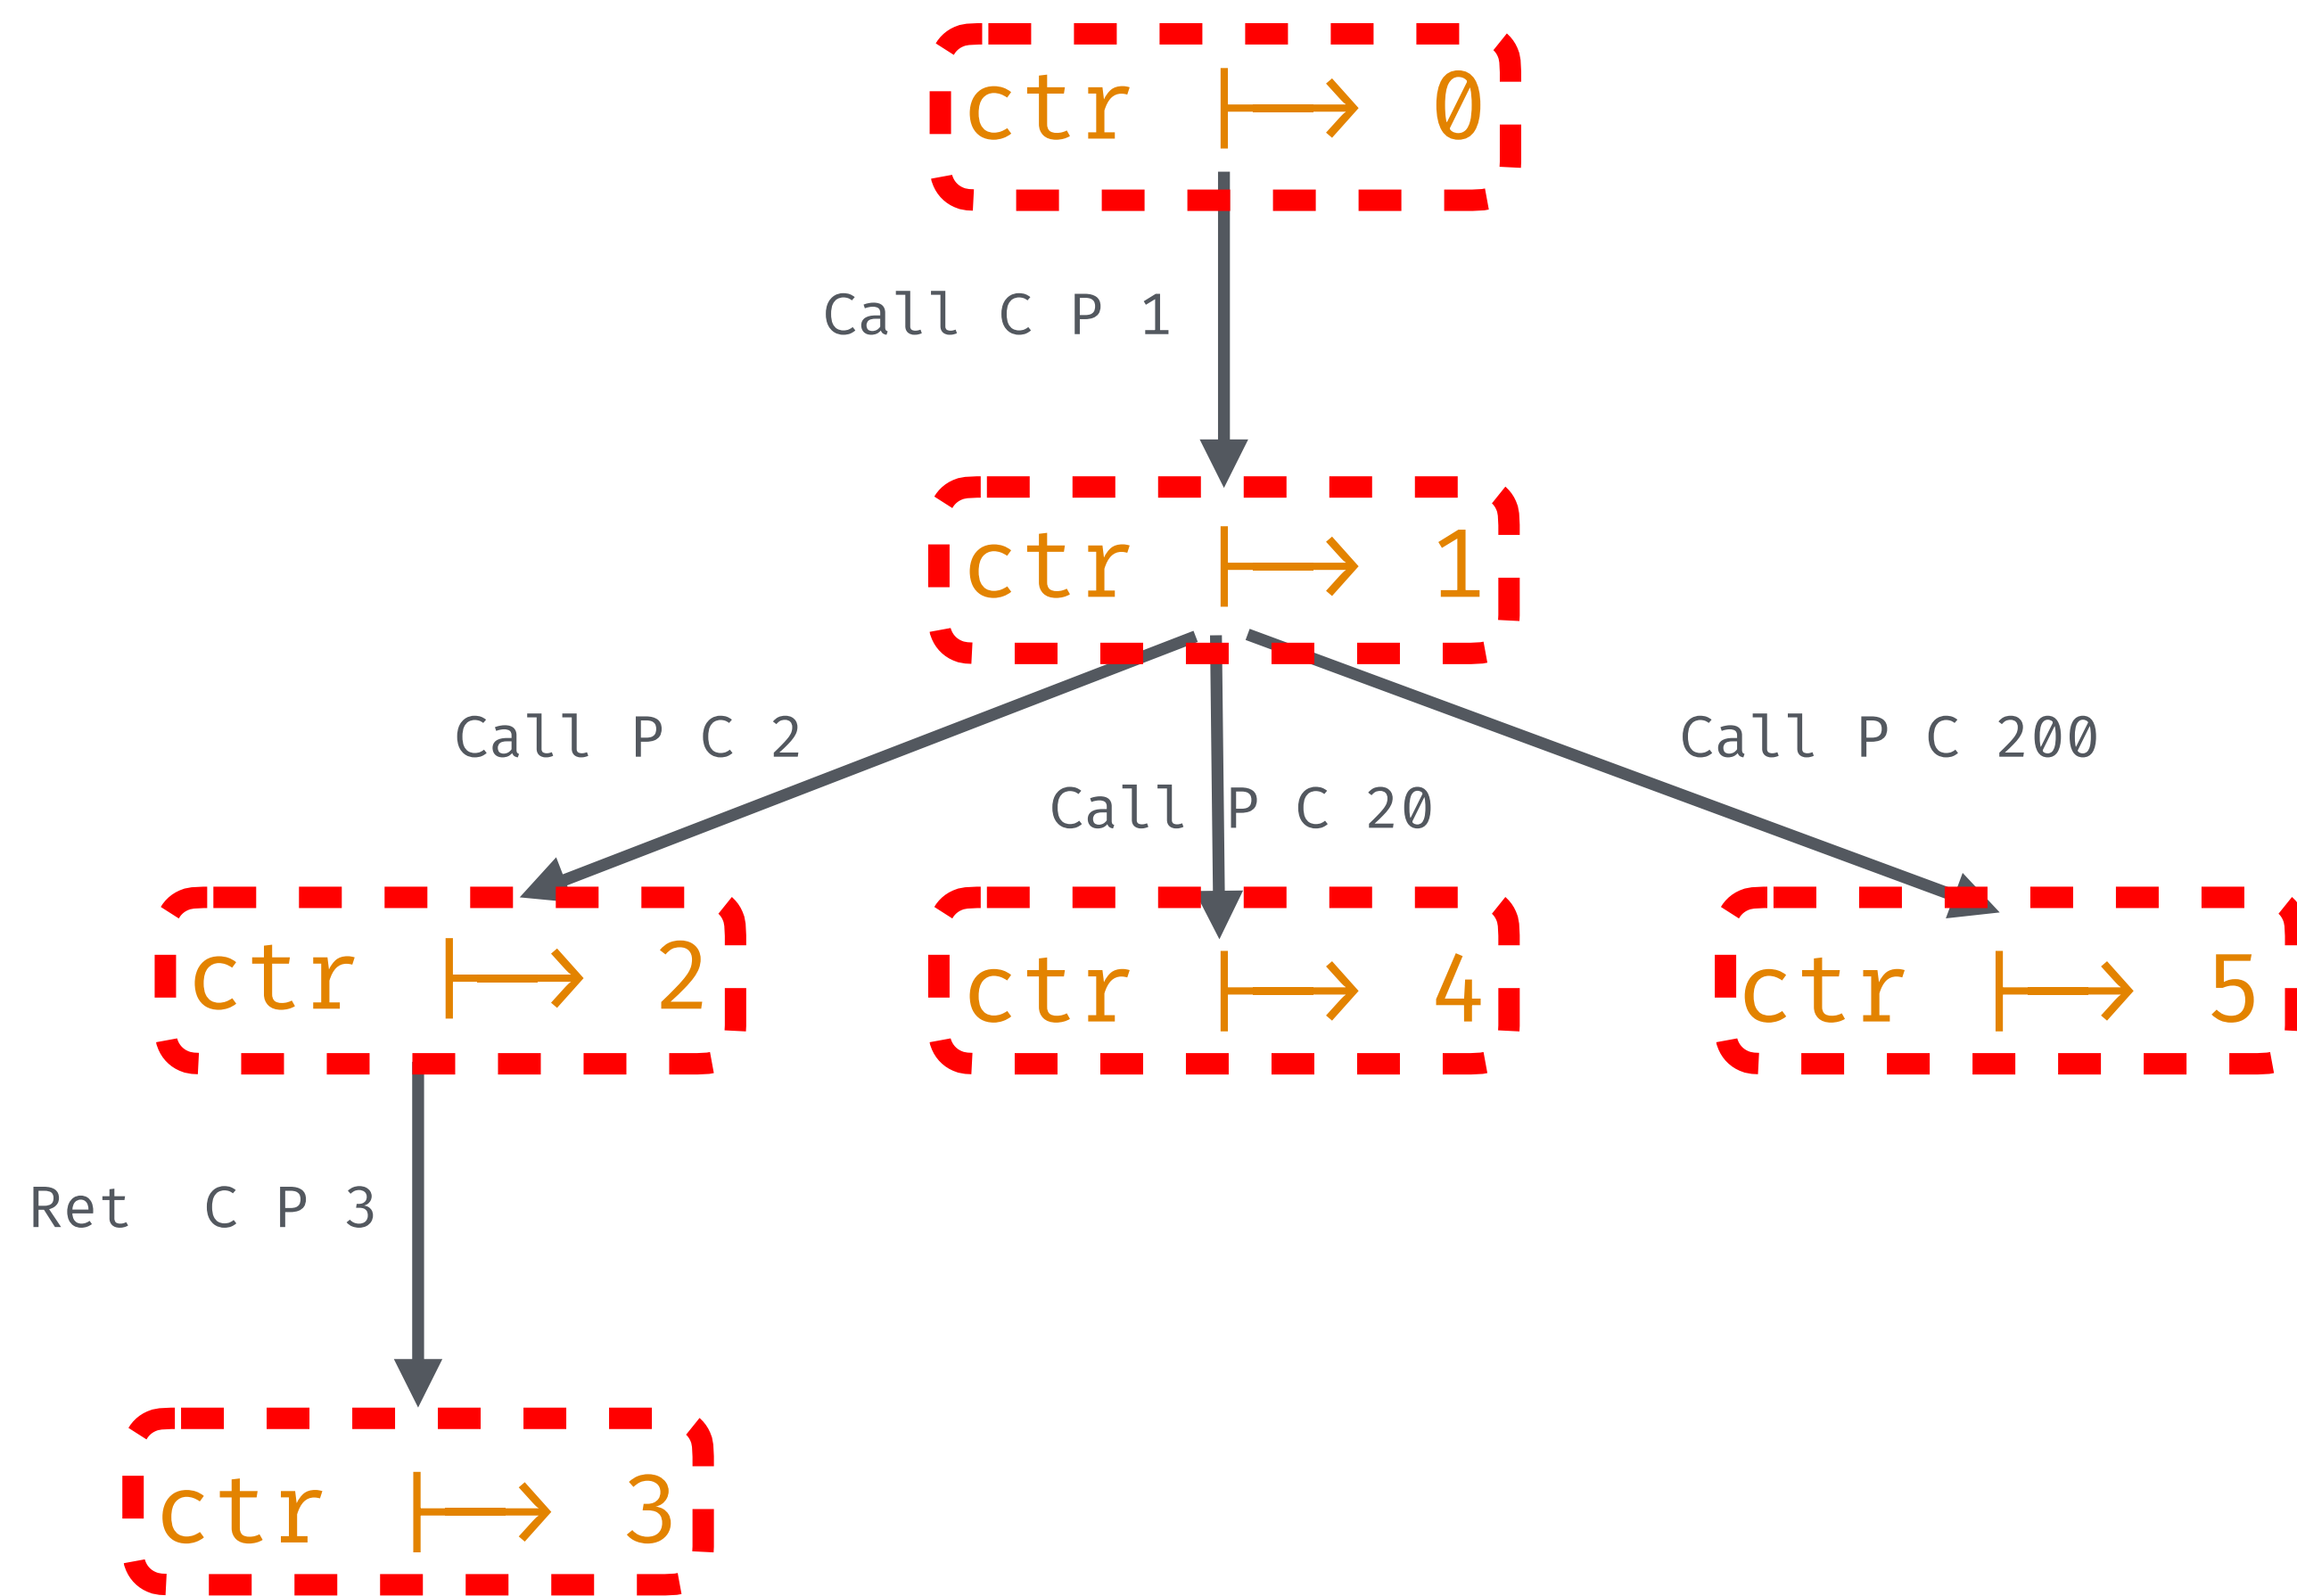 ctr ↦ 0
Call C P 1
ctr ↦ 1
Call P C 2
Call P C 200
Call P C 20
ctr ↦ 2
ctr ↦ 4
ctr ↦ 5
Ret C P 3
ctr ↦ 3